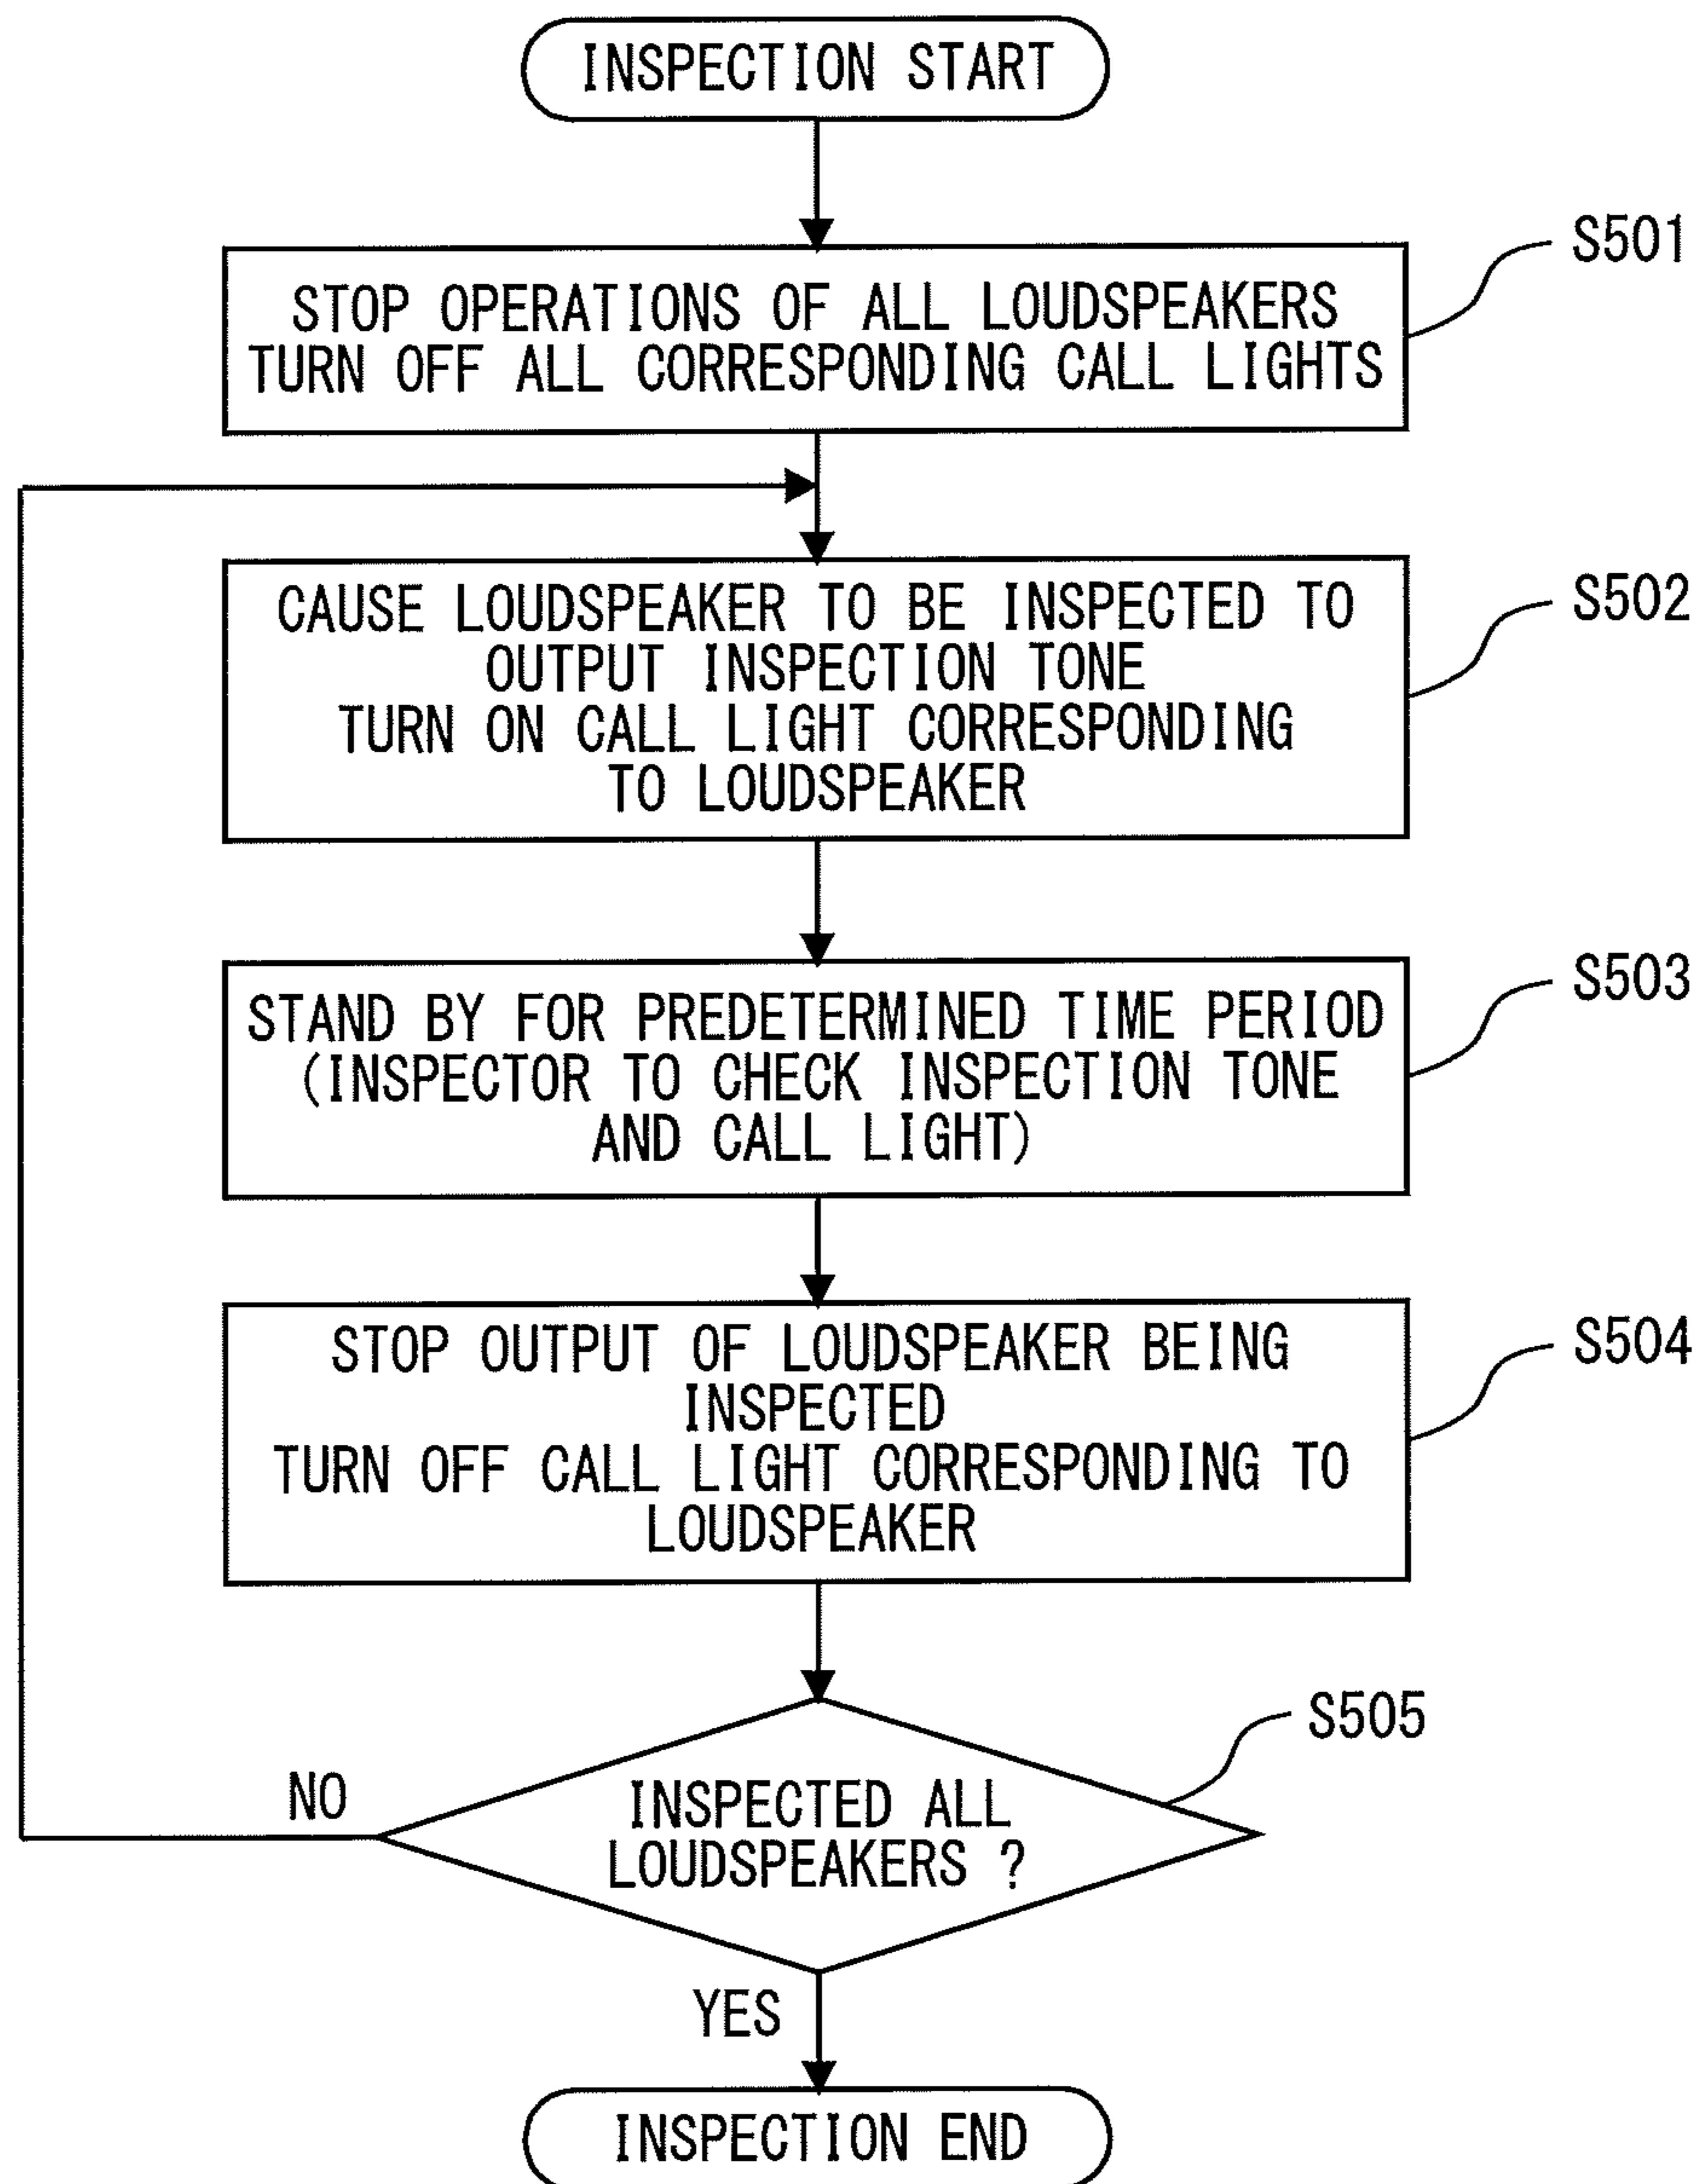 INSPECTION START
S501
STOP OPERATIONS OF ALL LOUDSPEAKERS
TURN OFF ALL CORRESPONDING CALL LIGHTS
S502
CAUSE LOUDSPEAKER TO BE INSPECTED TO
OUTPUT INSPECTION TONE
TURN ON CALL LIGHT CORRESPONDING
TO LOUDSPEAKER
S503
STAND BY FOR PREDETERMINED TIME PERIOD
(INSPECTOR TO CHECK INSPECTION TONE
AND CALL LIGHT)
S504
STOP OUTPUT OF LOUDSPEAKER BEING
INSPECTED
TURN OFF CALL LIGHT CORRESPONDING TO
LOUDSPEAKER
S505
NO
INSPECTED ALL
LOUDSPEAKERS ?
YES
INSPECTION END